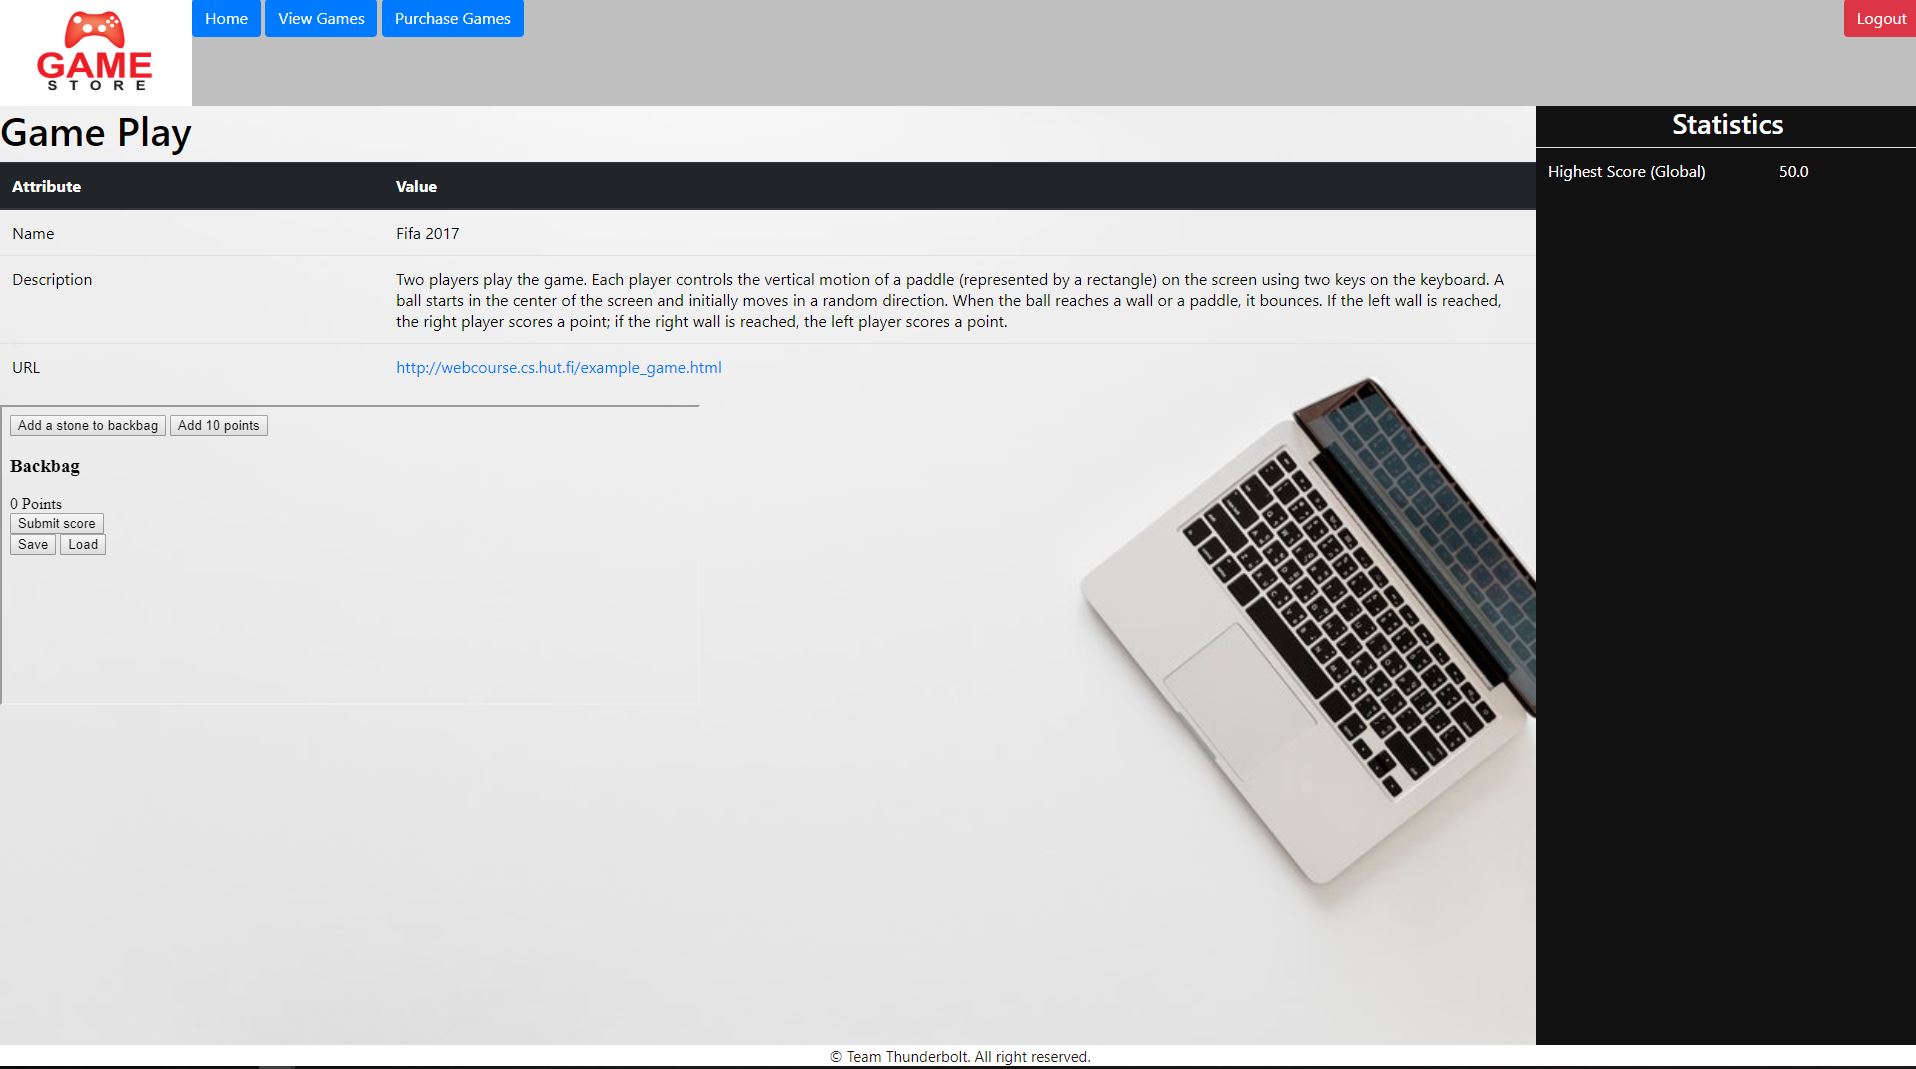 GAME
STORE
Home
View Games
Purchase Games
Logout
Game Play
Attribute
Value
Name
Fifa 2017
Description
Two players play the game. Each player controls the vertical motion of a paddle (represented by a rectangle) on the screen using two keys on the keyboard. A
ball starts in the center of the screen and initially moves in a random direction. When the ball reaches a wall or a paddle, it bounces. If the left wall is reached,
the right player scores a point; if the right wall is reached, the left player scores a point.
URL
http://webcourse.cs.hut.fi/example_game.html
Add a stone to backbag
Add 10 points
Backbag
0 Points
Submit score
Save
Load
Statistics
Highest Score (Global)
50.0
© Team Thunderbolt. All right reserved.